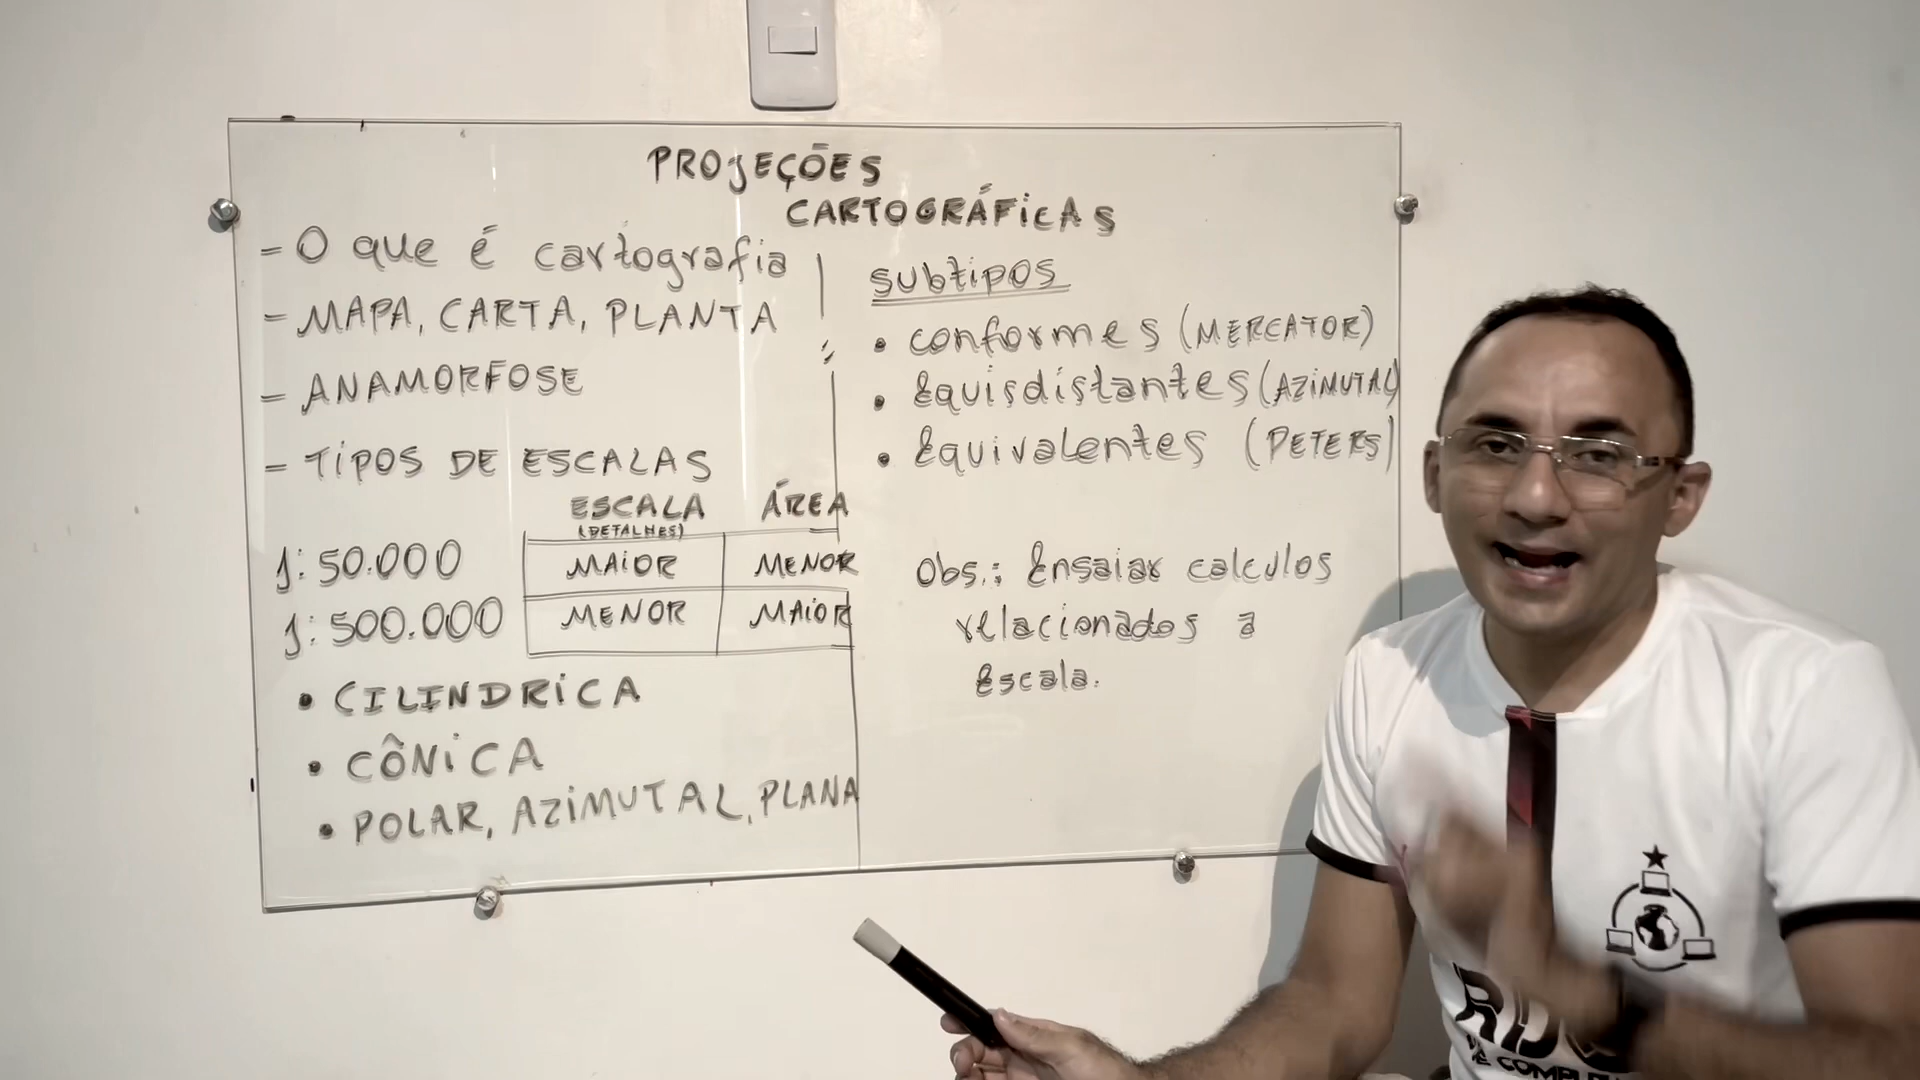 PROJEÇÕES
CARTOGRÁFICAS
- O que é cartografia
- MAPA, CARTA, PLANTA
- ANAMORFOSE
- TIPOS DE ESCALAS
ESCALA ÁREA
(DETALHES)
1:50.000 MAIOR MENOR
1:500.000 MENOR MAIOR
• CILINDRICA
• CÔNICA
• POLAR, AZIMUTAL, PLANA
subtipos
• conformes (MERCATOR)
• Equisdistantes (AZIMUTAL)
• Equivalentes (PETERS)
Obs.: Ensaiar calculos
relacionados a
Escala.